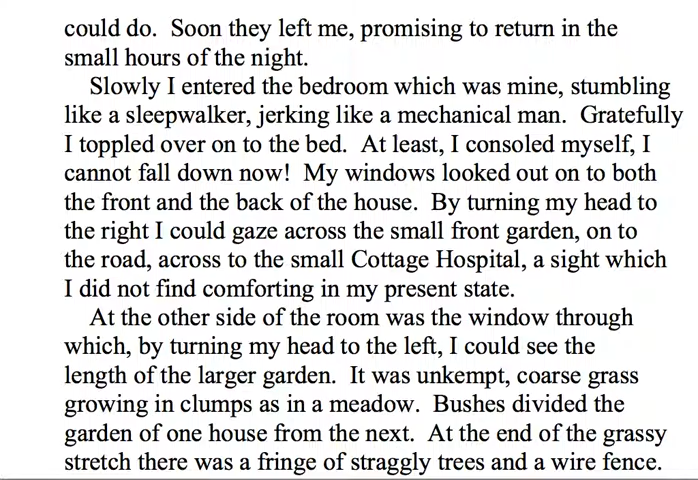 could do.  Soon they left me, promising to return in the
small hours of the night.
Slowly I entered the bedroom which was mine, stumbling
like a sleepwalker, jerking like a mechanical man.  Gratefully
I toppled over on to the bed.  At least, I consoled myself, I
cannot fall down now!  My windows looked out on to both
the front and the back of the house.  By turning my head to
the right I could gaze across the small front garden, on to
the road, across to the small Cottage Hospital, a sight which
I did not find comforting in my present state.
At the other side of the room was the window through
which, by turning my head to the left, I could see the
length of the larger garden.  It was unkempt, coarse grass
growing in clumps as in a meadow.  Bushes divided the
garden of one house from the next.  At the end of the grassy
stretch there was a fringe of straggly trees and a wire fence.